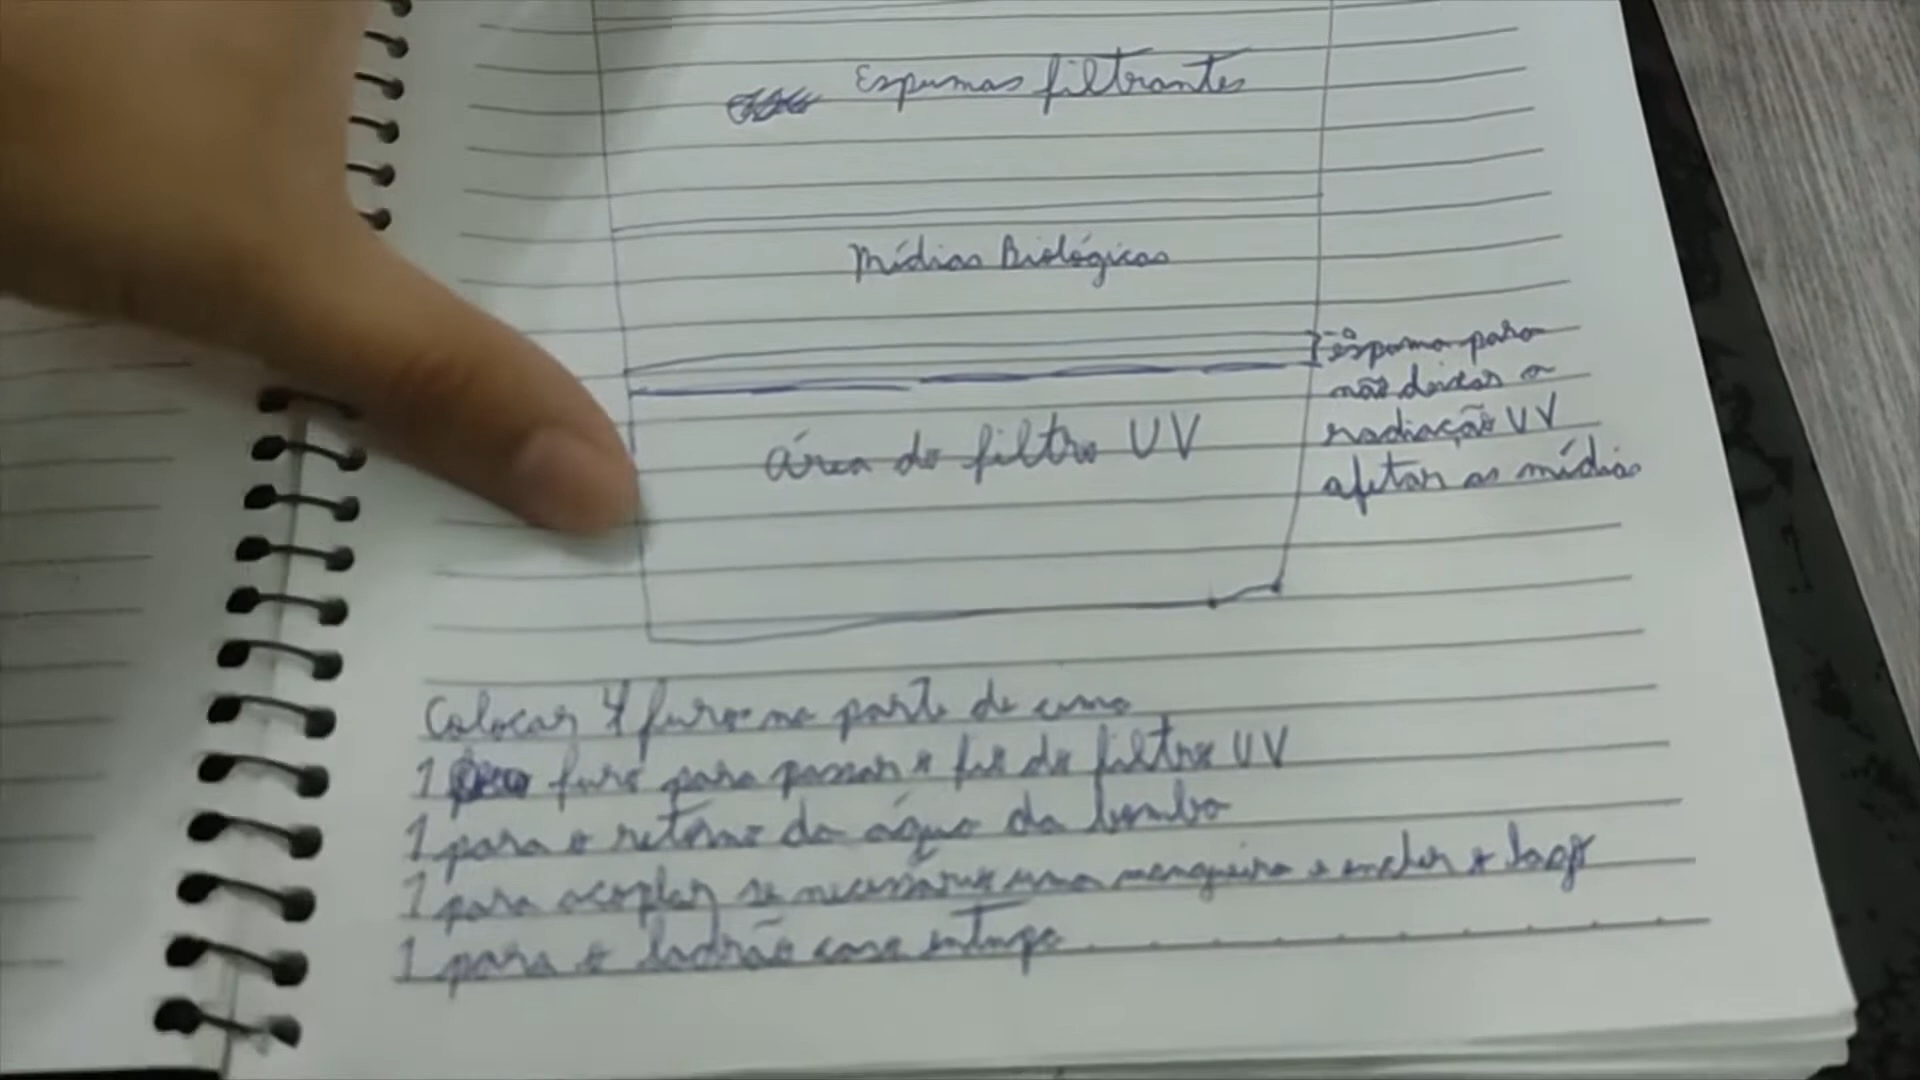 Espumas filtrantes
Mídias Biológicas
espuma para
não deixar a
radiação UV
afetar as mídias
área do filtro UV
Colocar 4 furos na parte de cima
1 furo para passar o fio do filtro UV
1 para o retorno da água da bomba
1 para acoplar se necessário uma mangueira e encher o lago
1 para o ladrão caso entupa